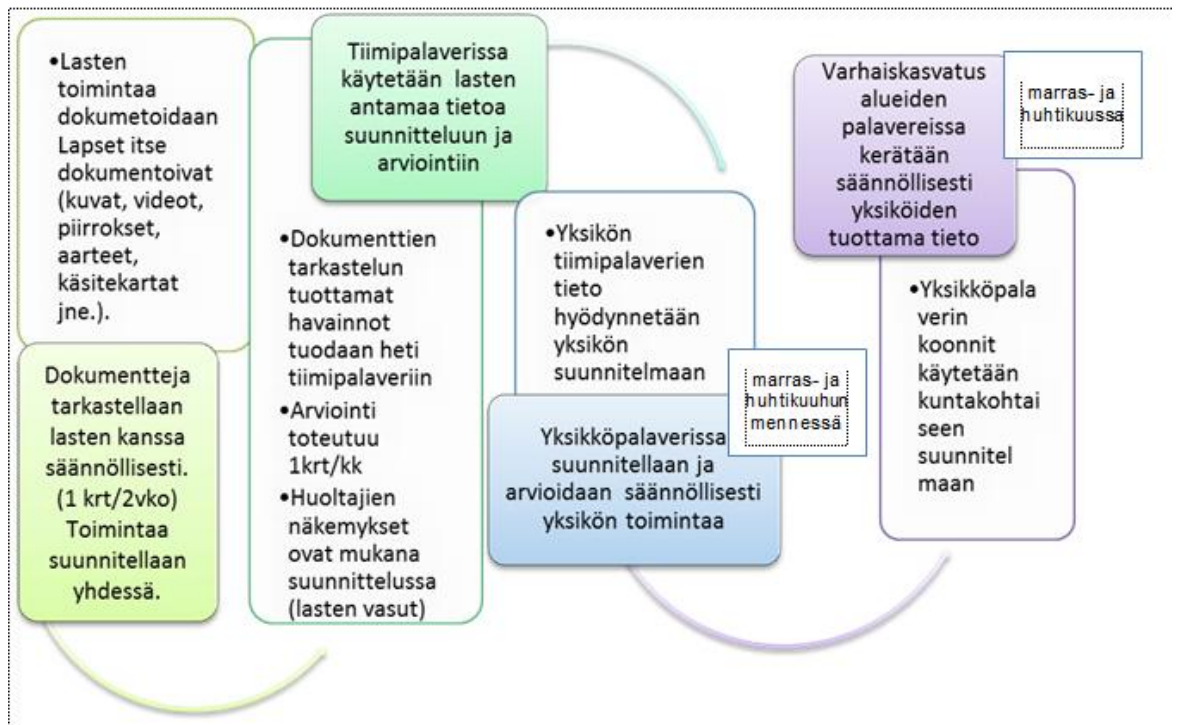 •Lasten
toimintaa
dokumetoidaan
Lapset itse
dokumentoivat
(kuvat, videot,
piirrokset,
aarteet,
käsitekartat
jne.).
Dokumentteja
tarkastellaan
lasten kanssa
säännöllisesti.
(1 krt/2vko)
Toimintaa
suunnitellaan
yhdessä.
Tiimipalaverissa
käytetään lasten
antamaa tietoa
suunnitteluun ja
arviointiin
•Dokumenttien
tarkastelun
tuottamat
havainnot
tuodaan heti
tiimipalaveriin
•Arviointi
toteutuu
1krt/kk
•Huoltajien
näkemykset
ovat mukana
suunnittelussa
(lasten vasut)
•Yksikön
tiimipalaverien
tieto
hyödynnetään
yksikön
suunnitelmaan
marras- ja
huhtikuuhun
mennessä
Yksikköpalaverissa
suunnitellaan ja
arvioidaan säännöllisesti
yksikön toimintaa
Varhaiskasvatus
alueiden
palavereissa
kerätään
säännöllisesti
yksiköiden
tuottama tieto
marras- ja
huhtikuussa
•Yksikköpala
verin
koonnit
käytetään
kuntakohtai
seen
suunnitel
maan